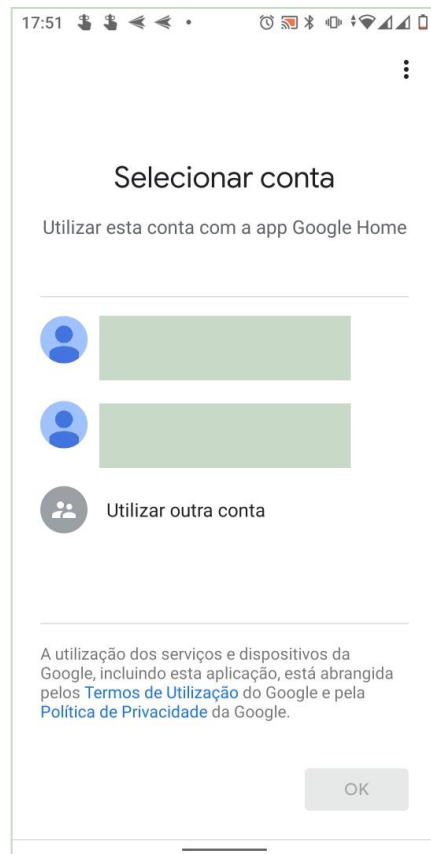 17:51
Selecionar conta
Utilizar esta conta com a app Google Home
Utilizar outra conta
A utilização dos serviços e dispositivos da
Google, incluindo esta aplicação, está abrangida
pelos Termos de Utilização do Google e pela
Política de Privacidade da Google.
OK